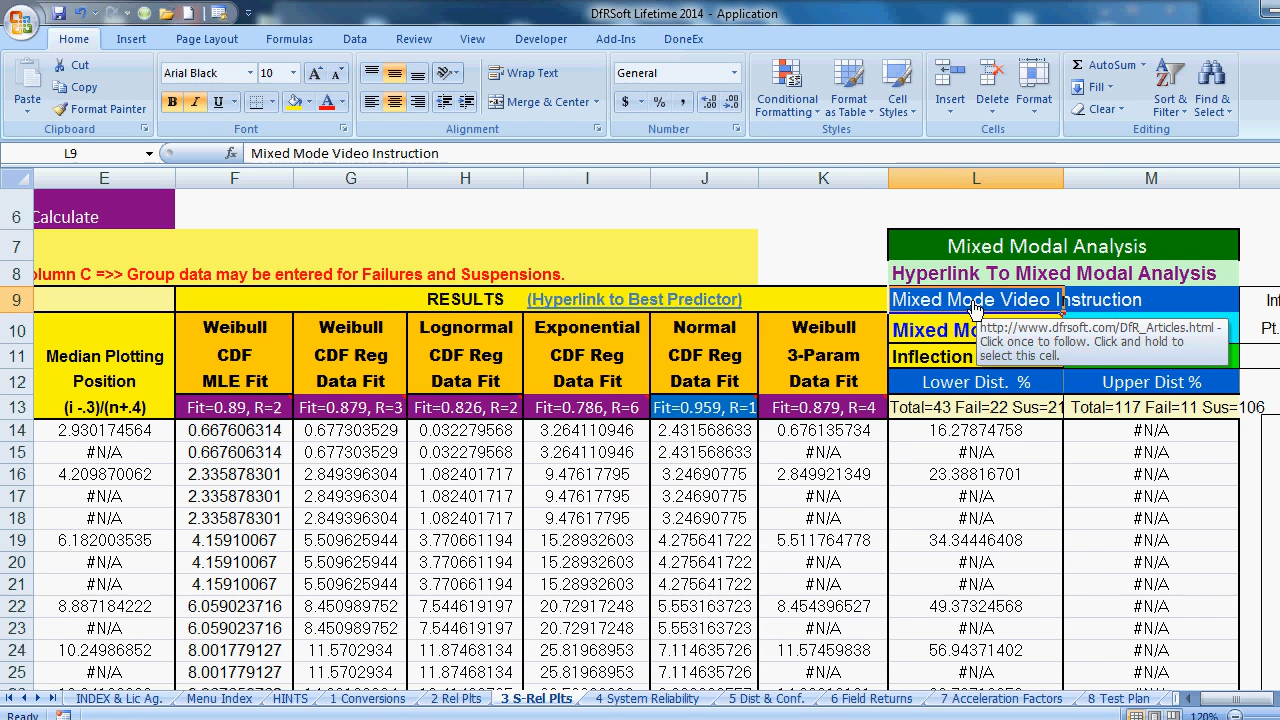 DfRSoft Lifetime 2014 - Application
Home Insert Page Layout Formulas Data Review View Developer Add-Ins DoneEx
Paste
Cut
Copy
Format Painter
Clipboard
Arial Black 10
B I U
Font
Wrap Text
Merge & Center
Alignment
General
$ % ,
Number
Conditional Formatting
Format as Table
Cell Styles
Styles
Insert Delete Format
Cells
AutoSum
Fill
Clear
Sort & Filter
Find & Select
Editing
L9 fx Mixed Mode Video Instruction
E F G H I J K L M
6 Calculate
7 Mixed Modal Analysis
8 olumn C =>> Group data may be entered for Failures and Suspensions. Hyperlink To Mixed Modal Analysis
9 RESULTS (Hyperlink to Best Predictor) Mixed Mode Video Instruction
10 Weibull Weibull Lognormal Exponential Normal Weibull Mixed Mo Pt.
http://www.dfrsoft.com/DfR_Articles.html -
Click once to follow. Click and hold to
select this cell.
11 Median Plotting CDF CDF Reg CDF Reg CDF Reg CDF Reg 3-Param Inflection
12 Position MLE Fit Data Fit Data Fit Data Fit Data Fit Data Fit Lower Dist. % Upper Dist %
13 (i -.3)/(n+.4) Fit=0.89, R=2 Fit=0.879, R=3 Fit=0.826, R=2 Fit=0.786, R=6 Fit=0.959, R=1 Fit=0.879, R=4 Total=43 Fail=22 Sus=21 Total=117 Fail=11 Sus=106
14 2.930174564 0.667606314 0.677303529 0.032279568 3.264110946 2.431568633 0.676135734 16.27874758 #N/A
15 #N/A 0.667606314 0.677303529 0.032279568 3.264110946 2.431568633 #N/A #N/A #N/A
16 4.209870062 2.335878301 2.849396304 1.082401717 9.47617795 3.24690775 2.849921349 23.38816701 #N/A
17 #N/A 2.335878301 2.849396304 1.082401717 9.47617795 3.24690775 #N/A #N/A #N/A
18 #N/A 2.335878301 2.849396304 1.082401717 9.47617795 3.24690775 #N/A #N/A #N/A
19 6.182003535 4.15910067 5.509625944 3.770661194 15.28932603 4.275641722 5.511764778 34.34446408 #N/A
20 #N/A 4.15910067 5.509625944 3.770661194 15.28932603 4.275641722 #N/A #N/A #N/A
21 #N/A 4.15910067 5.509625944 3.770661194 15.28932603 4.275641722 #N/A #N/A #N/A
22 8.887184222 6.059023716 8.450989752 7.544619197 20.72917248 5.553163723 8.454396527 49.37324568 #N/A
23 #N/A 6.059023716 8.450989752 7.544619197 20.72917248 5.553163723 #N/A #N/A #N/A
24 10.24986852 8.001779127 11.5702934 11.87468134 25.81968953 7.114635726 11.57459838 56.94371402 #N/A
25 #N/A 8.001779127 11.5702934 11.87468134 25.81968953 7.114635726 #N/A #N/A #N/A
INDEX & Lic Ag. Menu Index HINTS 1 Conversions 2 Rel Plts 3 S-Rel Plts 4 System Reliability 5 Dist & Conf. 6 Field Returns 7 Acceleration Factors 8 Test Plan
Ready 120%